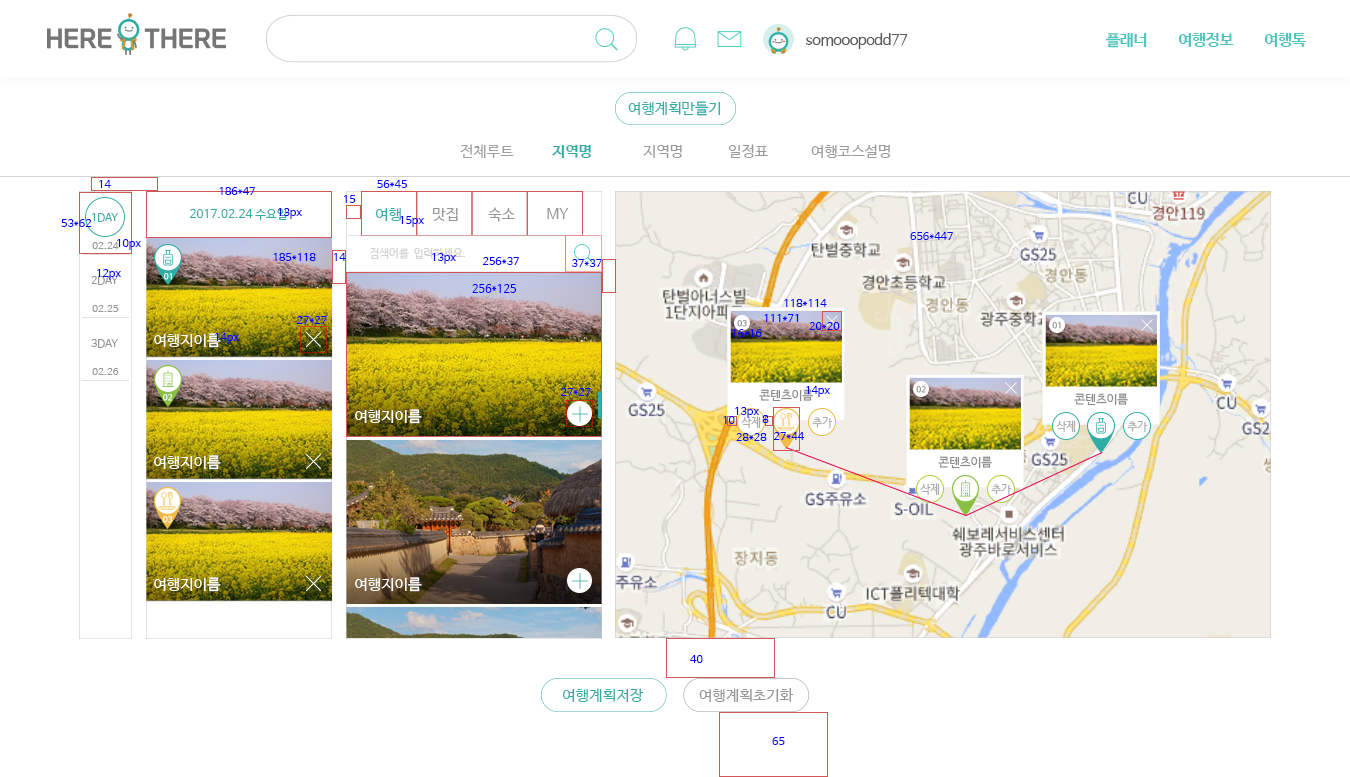 HERE THERE
somooopodd77
플래너
여행정보
여행톡
여행계획만들기
전체루트
지역명
지역명
일정표
여행코스설명
14
53*62
1DAY
02.24
10px
12px
2DAY
02.25
3DAY
02.26
186*47
2017.02.24 수요일
13px
185*118
01
27*27
여행지이름
14px
02
여행지이름
03
여행지이름
56*45
15
여행
맛집
숙소
MY
15px
14
검색어를 입력하세요.
13px
256*37
37*37
256*125
27*27
여행지이름
여행지이름
656*447
CU
경안119
탄벌중학교
GS25
경안동
경안초등학교
경안동
탄벌아너스빌
1단지아파
광주중학교
118*114
03
111*71
20*20
16*16
콘텐츠이름
14px
13px
10
삭제
8
추가
28*28
27*44
02
콘텐츠이름
삭제
추가
01
콘텐츠이름
삭제
추가
GS25
CU
GS2
GS25
GS주유소
S-OIL
쉐보레서비스센터
광주바로서비스
장지동
주유소
ICT폴리텍대학
CU
40
여행계획저장
여행계획초기화
65